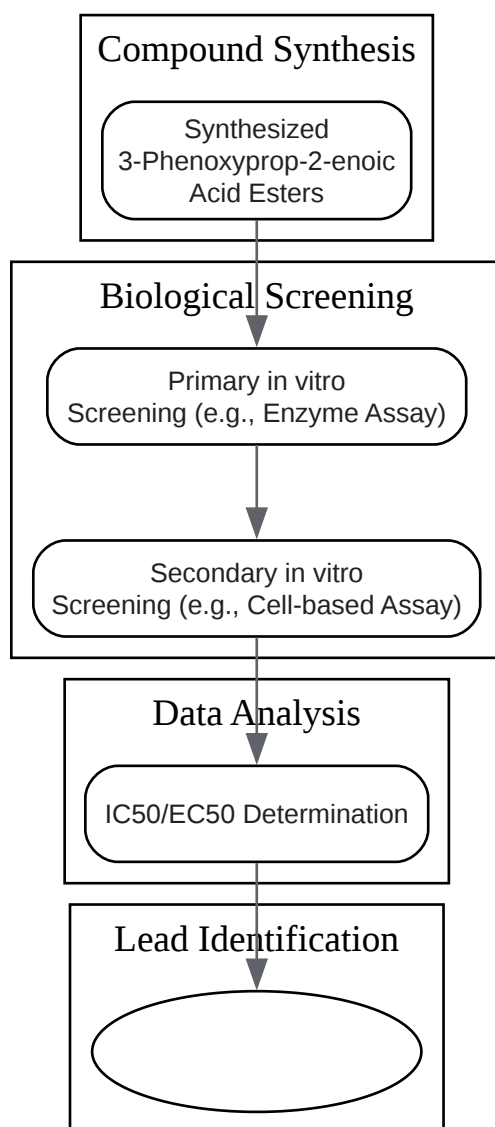 Compound Synthesis
Synthesized
3-Phenoxyprop-2-enoic
Acid Esters
Biological Screening
Primary in vitro
Screening (e.g., Enzyme Assay)
Secondary in vitro
Screening (e.g., Cell-based Assay)
Data Analysis
IC50/EC50 Determination
Lead Identification